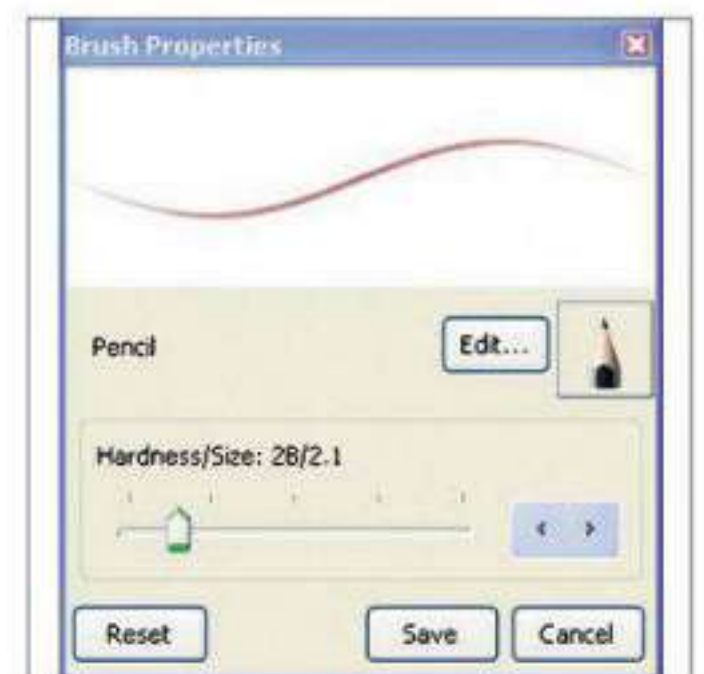 Brush Properties
Pencil
Edit...
Hardness/Size: 2B/2.1
Reset
Save
Cancel